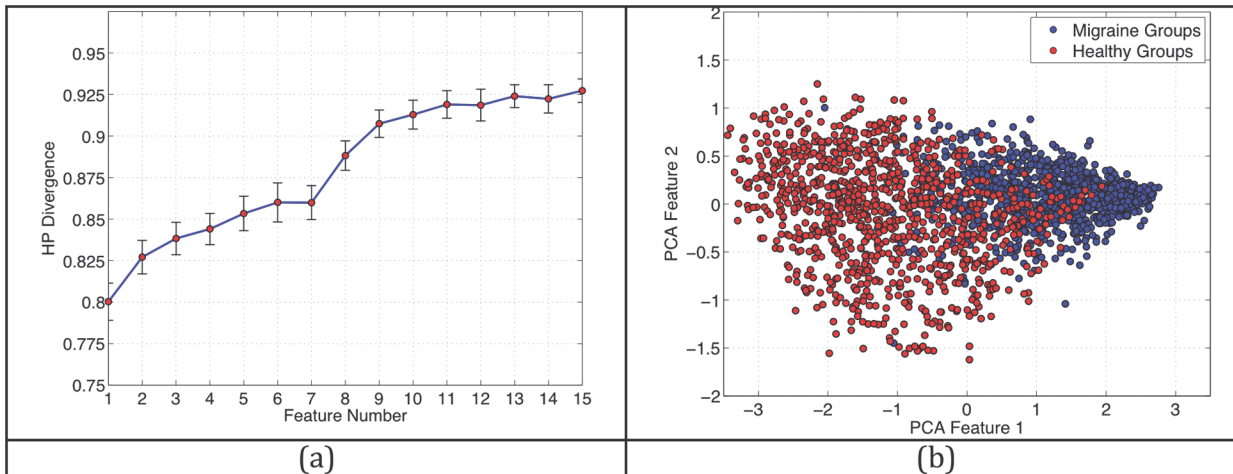 0.95
0.925
0.9
0.875
0.85
0.825
0.8
0.775
0.75
HP Divergence
1 2 3 4 5 6 7 8 9 10 11 12 13 14 15
Feature Number
(a)
2
1.5
1
0.5
0
−0.5
−1
−1.5
−2
PCA Feature 2
Migraine Groups
Healthy Groups
−3 −2 −1 0 1 2 3
PCA Feature 1
(b)